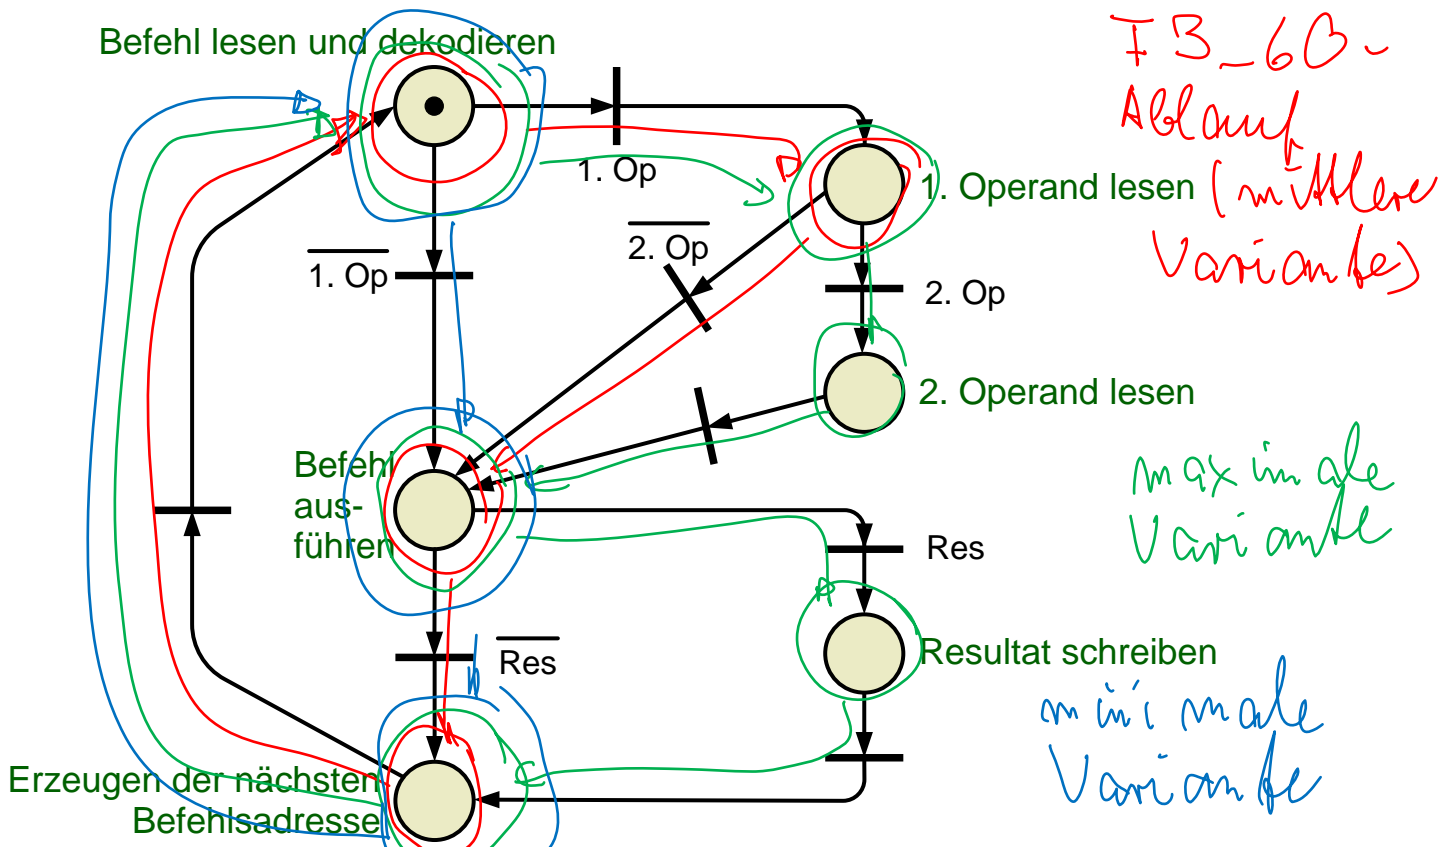 Befehl lesen und dekodieren
FB_60-
Ablauf
(mittlere
Variante)
1. Op
1. Operand lesen
2. Op
1. Op
2. Op
2. Operand lesen
maximale
Variante
Befehl
aus-
führen
Res
Res
Resultat schreiben
minimale
Variante
Erzeugen der nächsten
Befehlsadresse